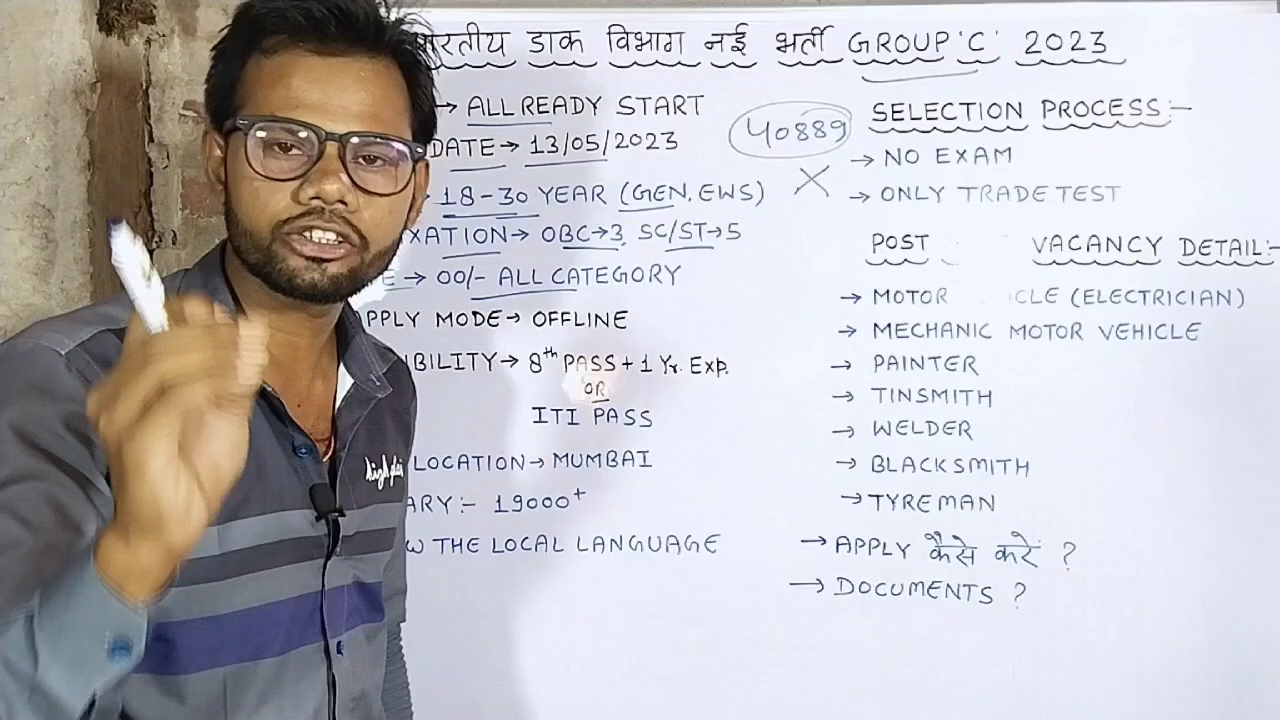 भारतीय डाक विभाग नई भर्ती GROUP 'C' 2023
→ ALLREADY START
DATE → 13/05/2023
18-30 YEAR (GEN, EWS)
XATION → OBC→3, SC/ST→5
E → 00/- ALL CATEGORY
PPLY MODE → OFFLINE
IBILITY → 8th PASS + 1 Yr. Exp.
OR
ITI PASS
LOCATION → MUMBAI
ARY:- 19000+
W THE LOCAL LANGUAGE
40889
SELECTION PROCESS:-
→ NO EXAM
→ ONLY TRADE TEST
POST VACANCY DETAIL:-
→ MOTOR ICLE (ELECTRICIAN)
→ MECHANIC MOTOR VEHICLE
→ PAINTER
→ TINSMITH
→ WELDER
→ BLACKSMITH
→ TYREMAN
→ APPLY कैसे करें ?
→ DOCUMENTS ?